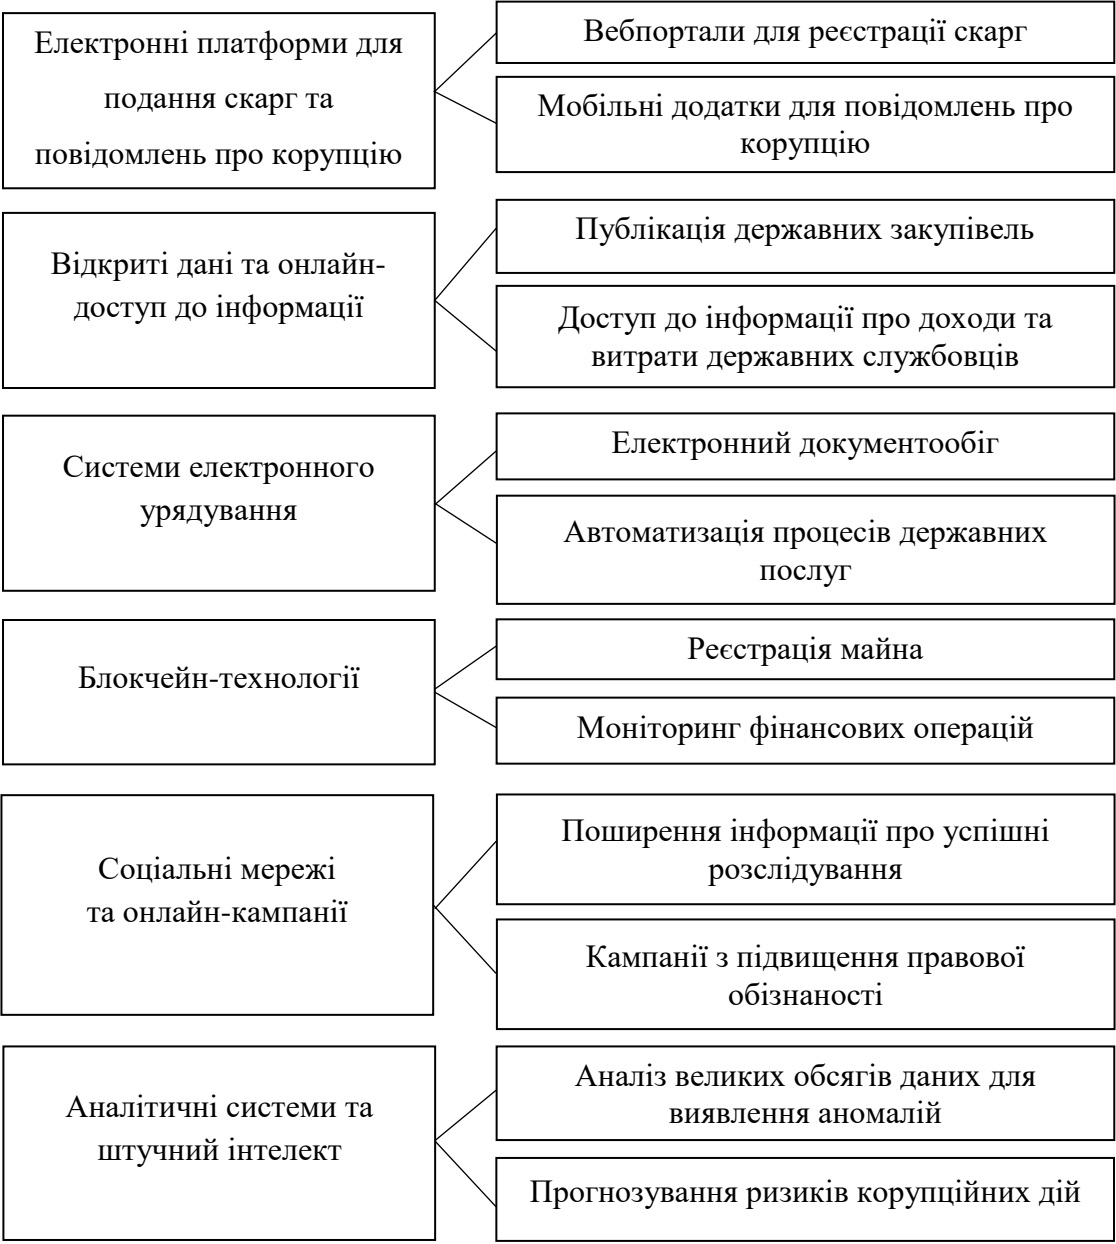 Електронні платформи для
подання скарг та
повідомлень про корупцію
Вебпортали для реєстрації скарг
Мобільні додатки для повідомлень про
корупцію
Відкриті дані та онлайн-
доступ до інформації
Публікація державних закупівель
Доступ до інформації про доходи та
витрати державних службовців
Системи електронного
урядування
Електронний документообіг
Автоматизація процесів державних
послуг
Блокчейн-технології
Реєстрація майна
Моніторинг фінансових операцій
Соціальні мережі
та онлайн-кампанії
Поширення інформації про успішні
розслідування
Кампанії з підвищення правової
обізнаності
Аналітичні системи та
штучний інтелект
Аналіз великих обсягів даних для
виявлення аномалій
Прогнозування ризиків корупційних дій